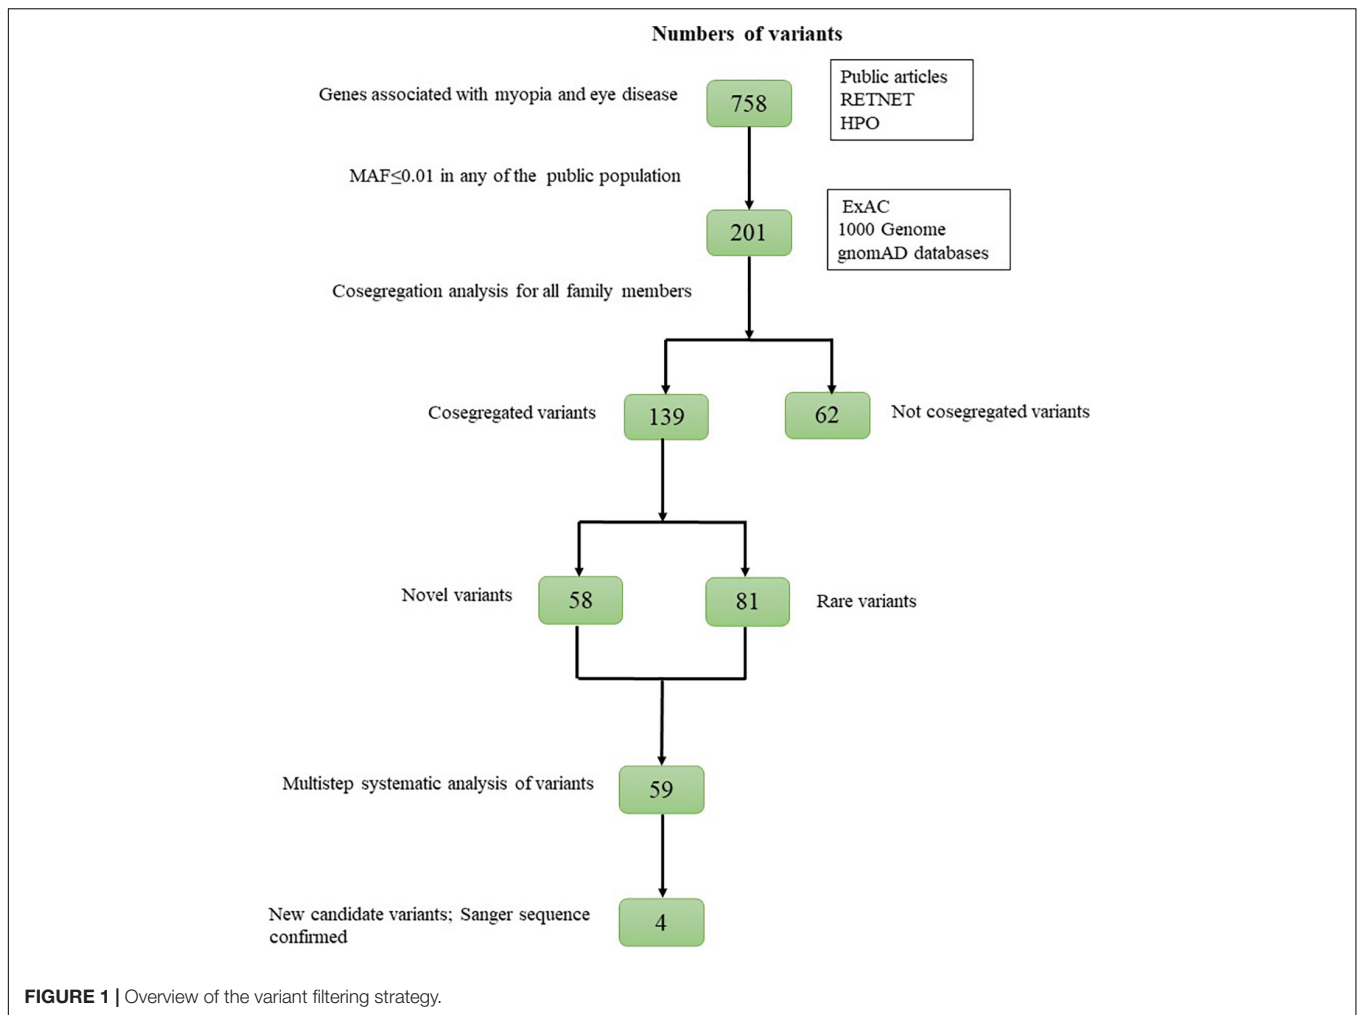 Numbers of variants
Genes associated with myopia and eye disease
758
Public articles
RETNET
HPO
MAF≤0.01 in any of the public population
201
ExAC
1000 Genome
gnomAD databases
Cosegregation analysis for all family members
Cosegregated variants
139
62
Not cosegregated variants
Novel variants
58
81
Rare variants
Multistep systematic analysis of variants
59
New candidate variants; Sanger sequence
confirmed
4
FIGURE 1 | Overview of the variant filtering strategy.